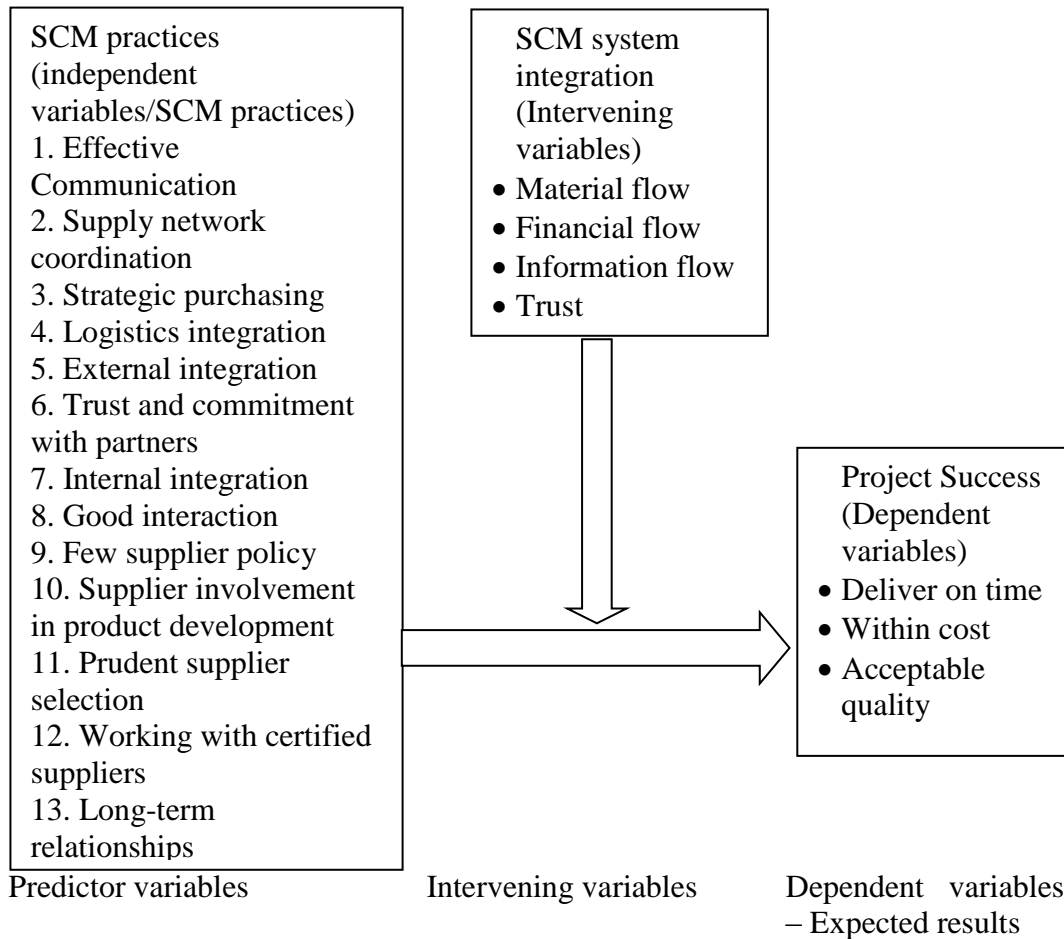 SCM practices
(independent
variables/SCM practices)
1. Effective
Communication
2. Supply network
coordination
3. Strategic purchasing
4. Logistics integration
5. External integration
6. Trust and commitment
with partners
7. Internal integration
8. Good interaction
9. Few supplier policy
10. Supplier involvement
in product development
11. Prudent supplier
selection
12. Working with certified
suppliers
13. Long-term
relationships
SCM system
integration
(Intervening
variables)
• Material flow
• Financial flow
• Information flow
• Trust
Project Success
(Dependent
variables)
• Deliver on time
• Within cost
• Acceptable
quality
Predictor variables
Intervening variables
Dependent variables
– Expected results